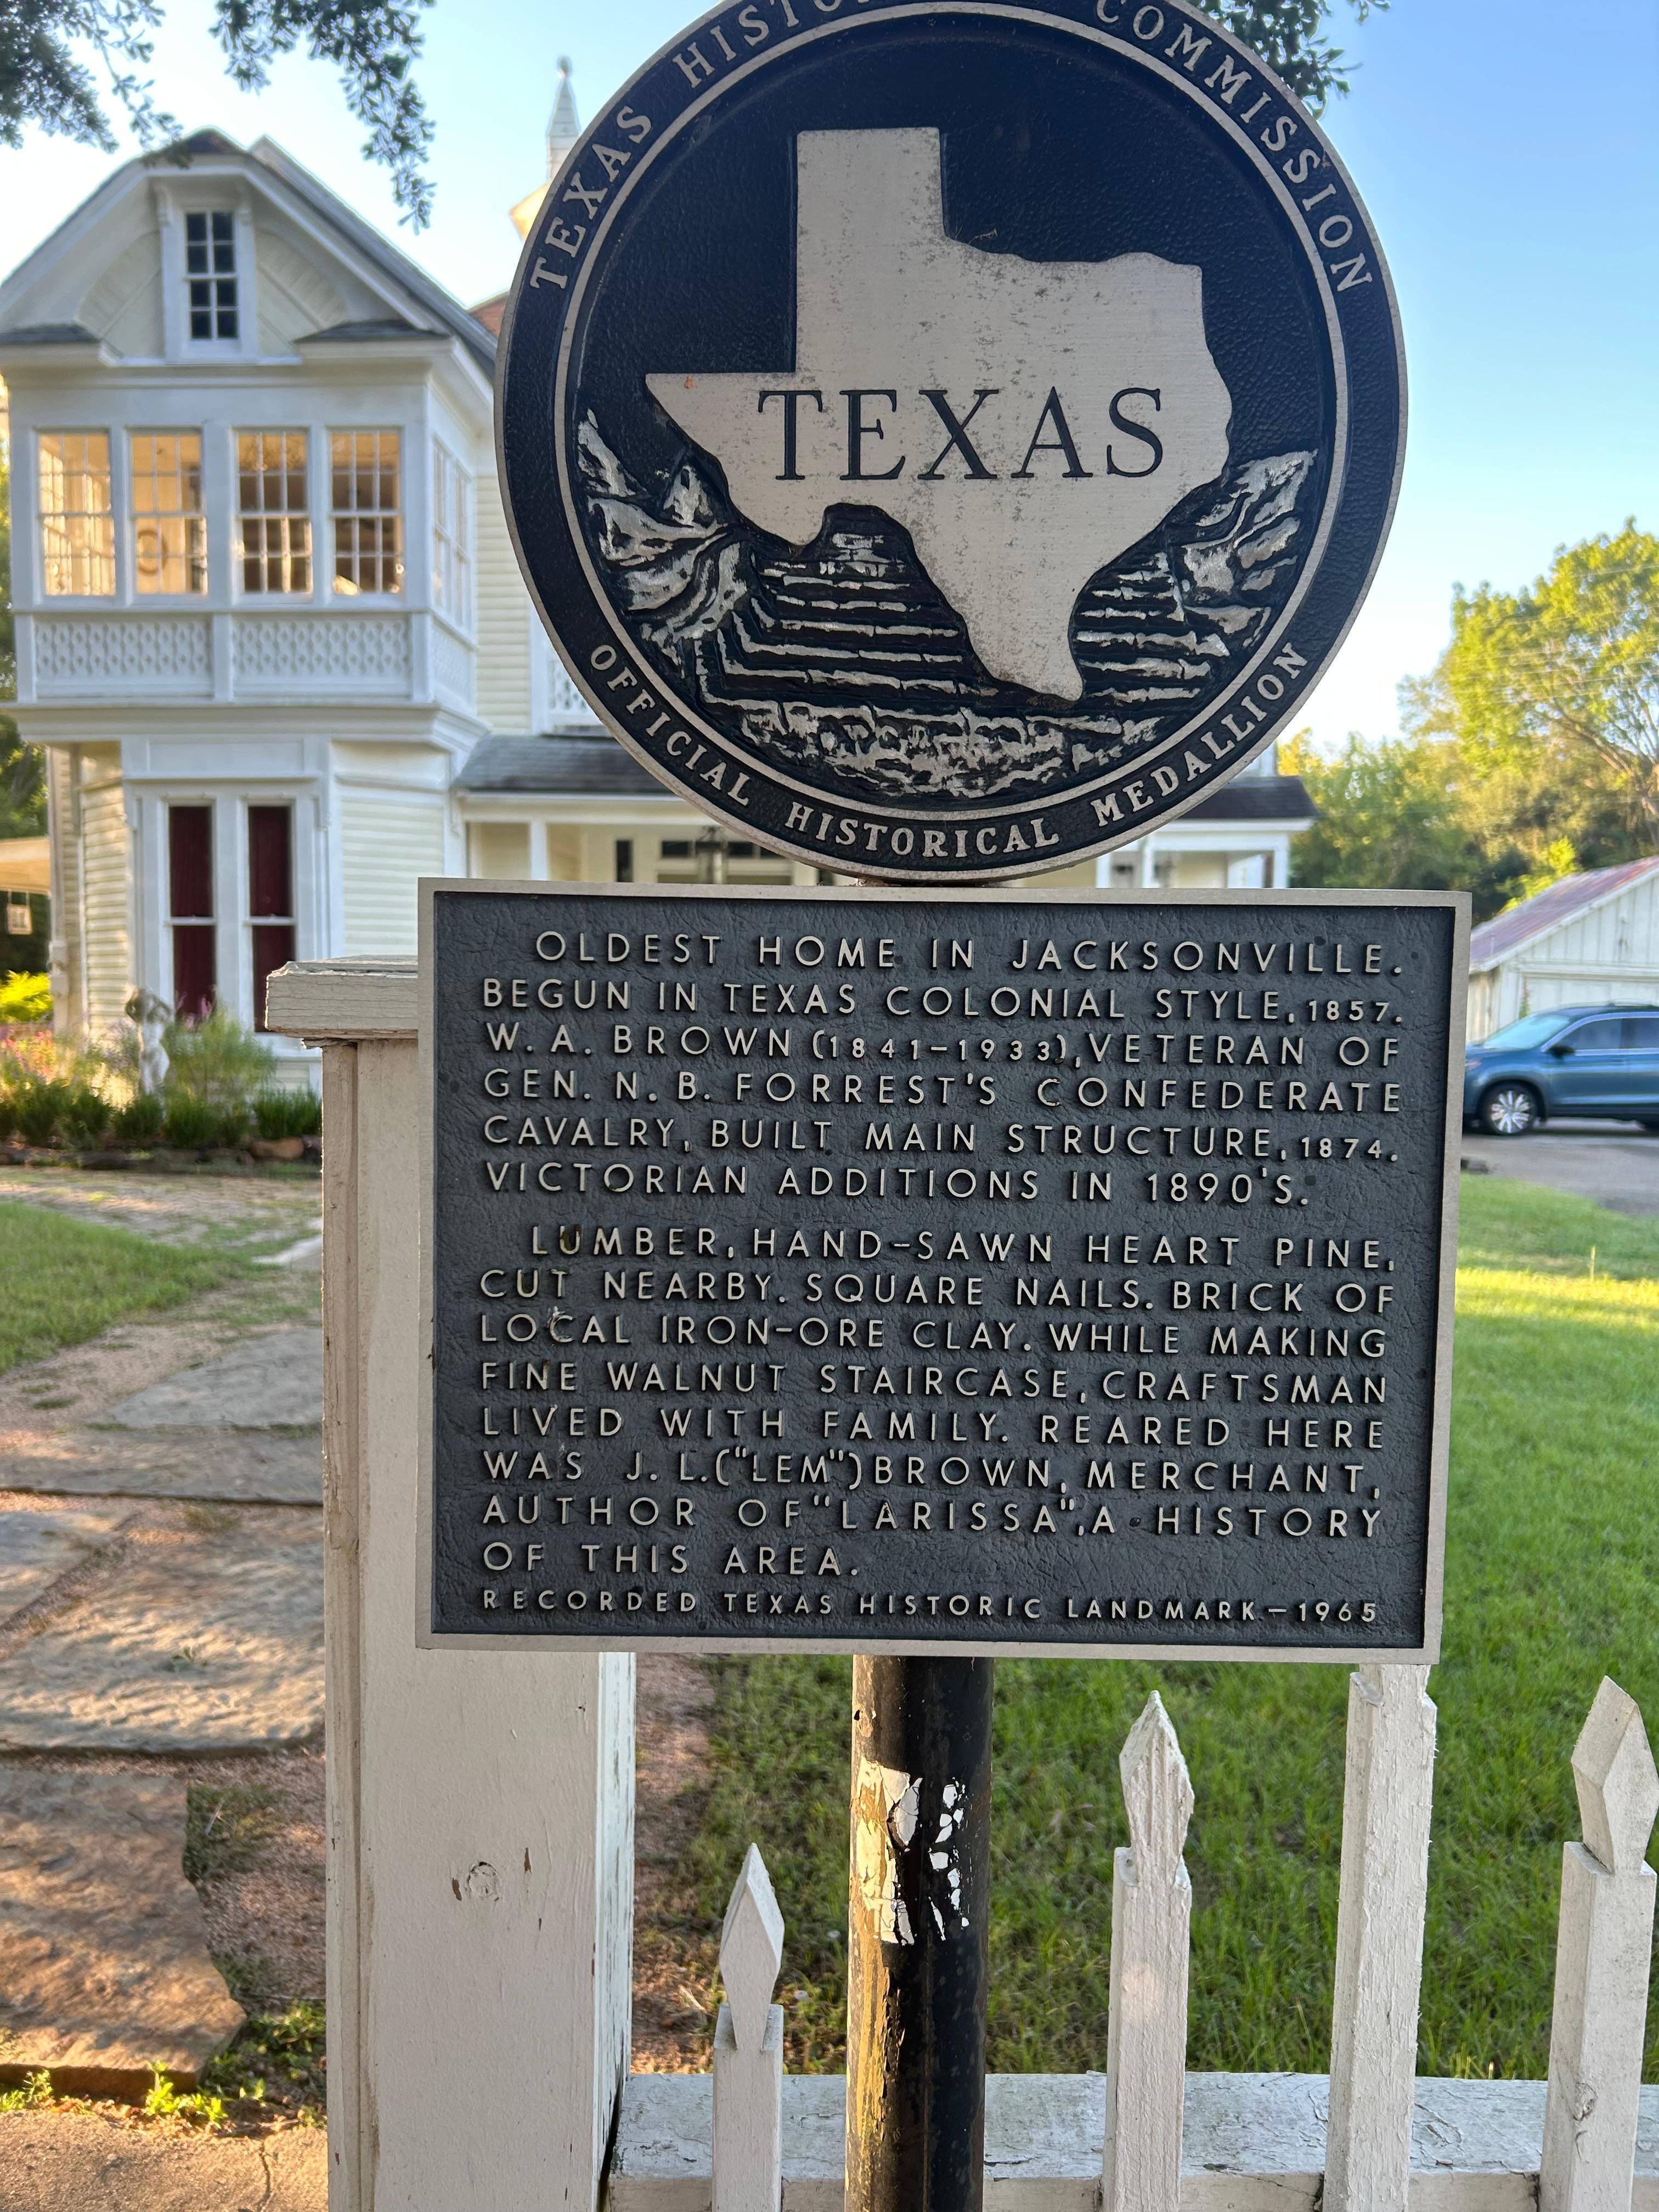 TEXAS HISTO COMMISSION
TEXAS
OFFICIAL HISTORICAL MEDALLION
OLDEST HOME IN JACKSONVILLE.
BEGUN IN TEXAS COLONIAL STYLE, 1857.
W. A. BROWN (1841-1933), VETERAN OF
GEN. N. B. FORREST'S CONFEDERATE
CAVALRY, BUILT MAIN STRUCTURE, 1874.
VICTORIAN ADDITIONS IN 1890'S.
LUMBER, HAND-SAWN HEART PINE,
CUT NEARBY. SQUARE NAILS. BRICK OF
LOCAL IRON-ORE CLAY. WHILE MAKING
FINE WALNUT STAIRCASE, CRAFTSMAN
LIVED WITH FAMILY. REARED HERE
WAS J. L. ("LEM") BROWN, MERCHANT,
AUTHOR OF "LARISSA", A HISTORY
OF THIS AREA.
RECORDED TEXAS HISTORIC LANDMARK-1965